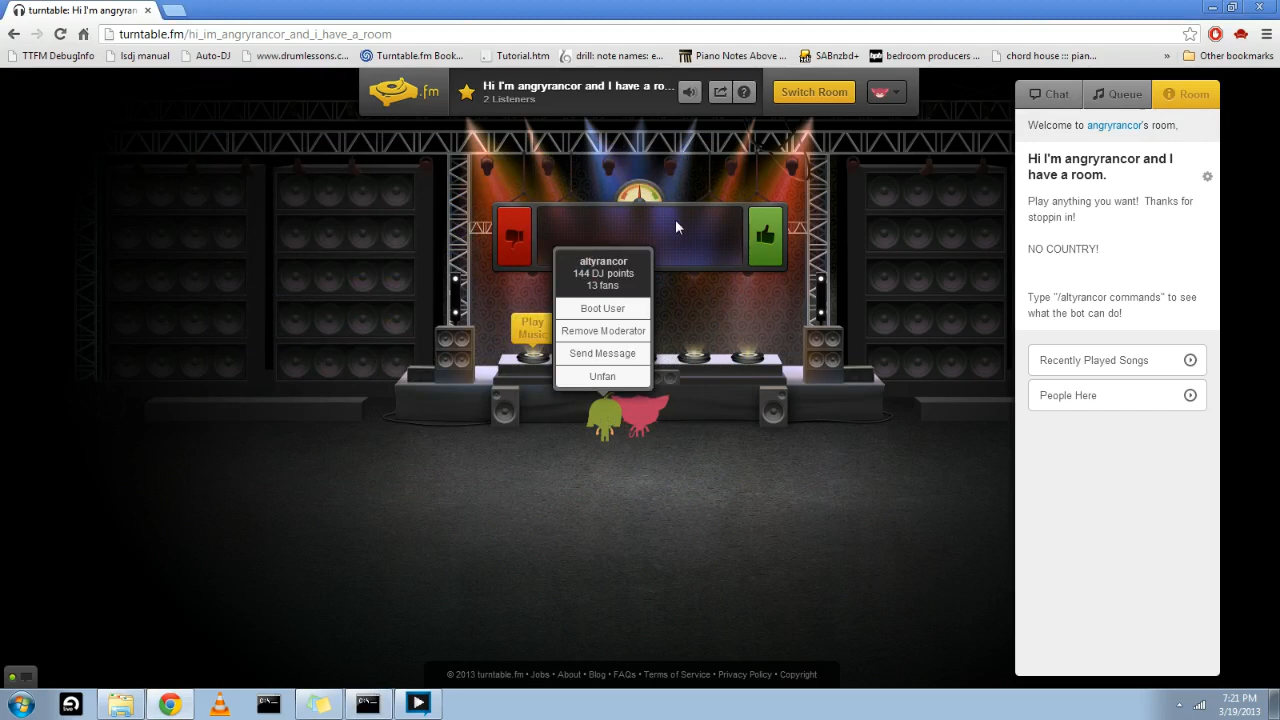 turntable: Hi I'm angryran
turntable.fm/hi_im_angryrancor_and_i_have_a_room
TTFM DebugInfo
lsdj manual
Auto-DJ
www.drumlessons.c...
Turntable.fm Book...
Tutorial.htm
drill: note names: e...
Piano Notes Above ...
SABnzbd+
bedroom producers ...
chord house ::: pian...
»
Other bookmarks
.fm
Hi I'm angryrancor and I have a ro...
2 Listeners
Switch Room
Chat
Queue
Room
Welcome to angryrancor's room,
Hi I'm angryrancor and I
have a room.
Play anything you want! Thanks for
stoppin in!
NO COUNTRY!
Type "/altyrancor commands" to see
what the bot can do!
Recently Played Songs
People Here
altyrancor
144 DJ points
13 fans
Boot User
Remove Moderator
Send Message
Unfan
Play
Music
© 2013 turntable.fm • Jobs • About • Blog • FAQs • Terms of Service • Privacy Policy • Copyright
7:21 PM
3/19/2013